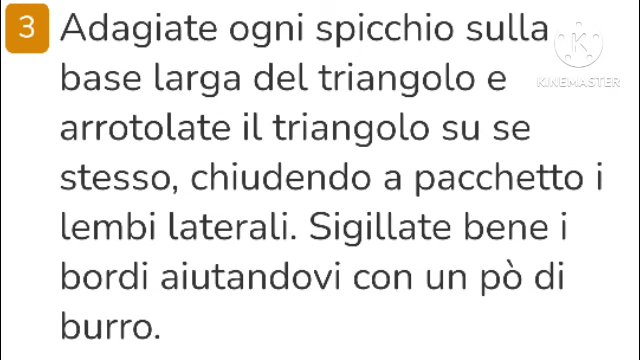 3 Adagiate ogni spicchio sulla
base larga del triangolo e
KINEMASTER
arrotolate il triangolo su se
stesso, chiudendo a pacchetto i
lembi laterali. Sigillate bene i
bordi aiutandovi con un pò di
burro.